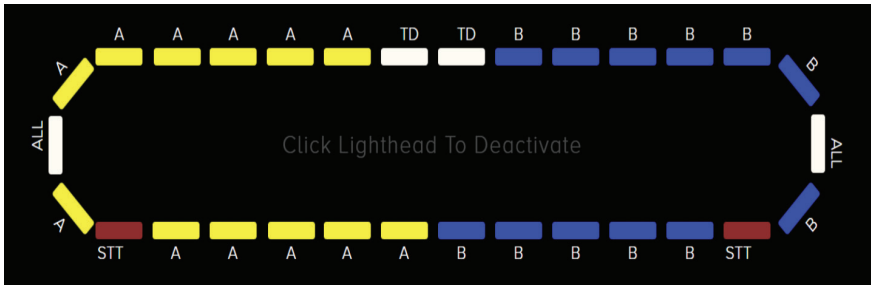 A A A A A TD TD B B B B B
A B
ALL Click Lighthead To Deactivate ALL
A B
STT A A A A A B B B B B STT